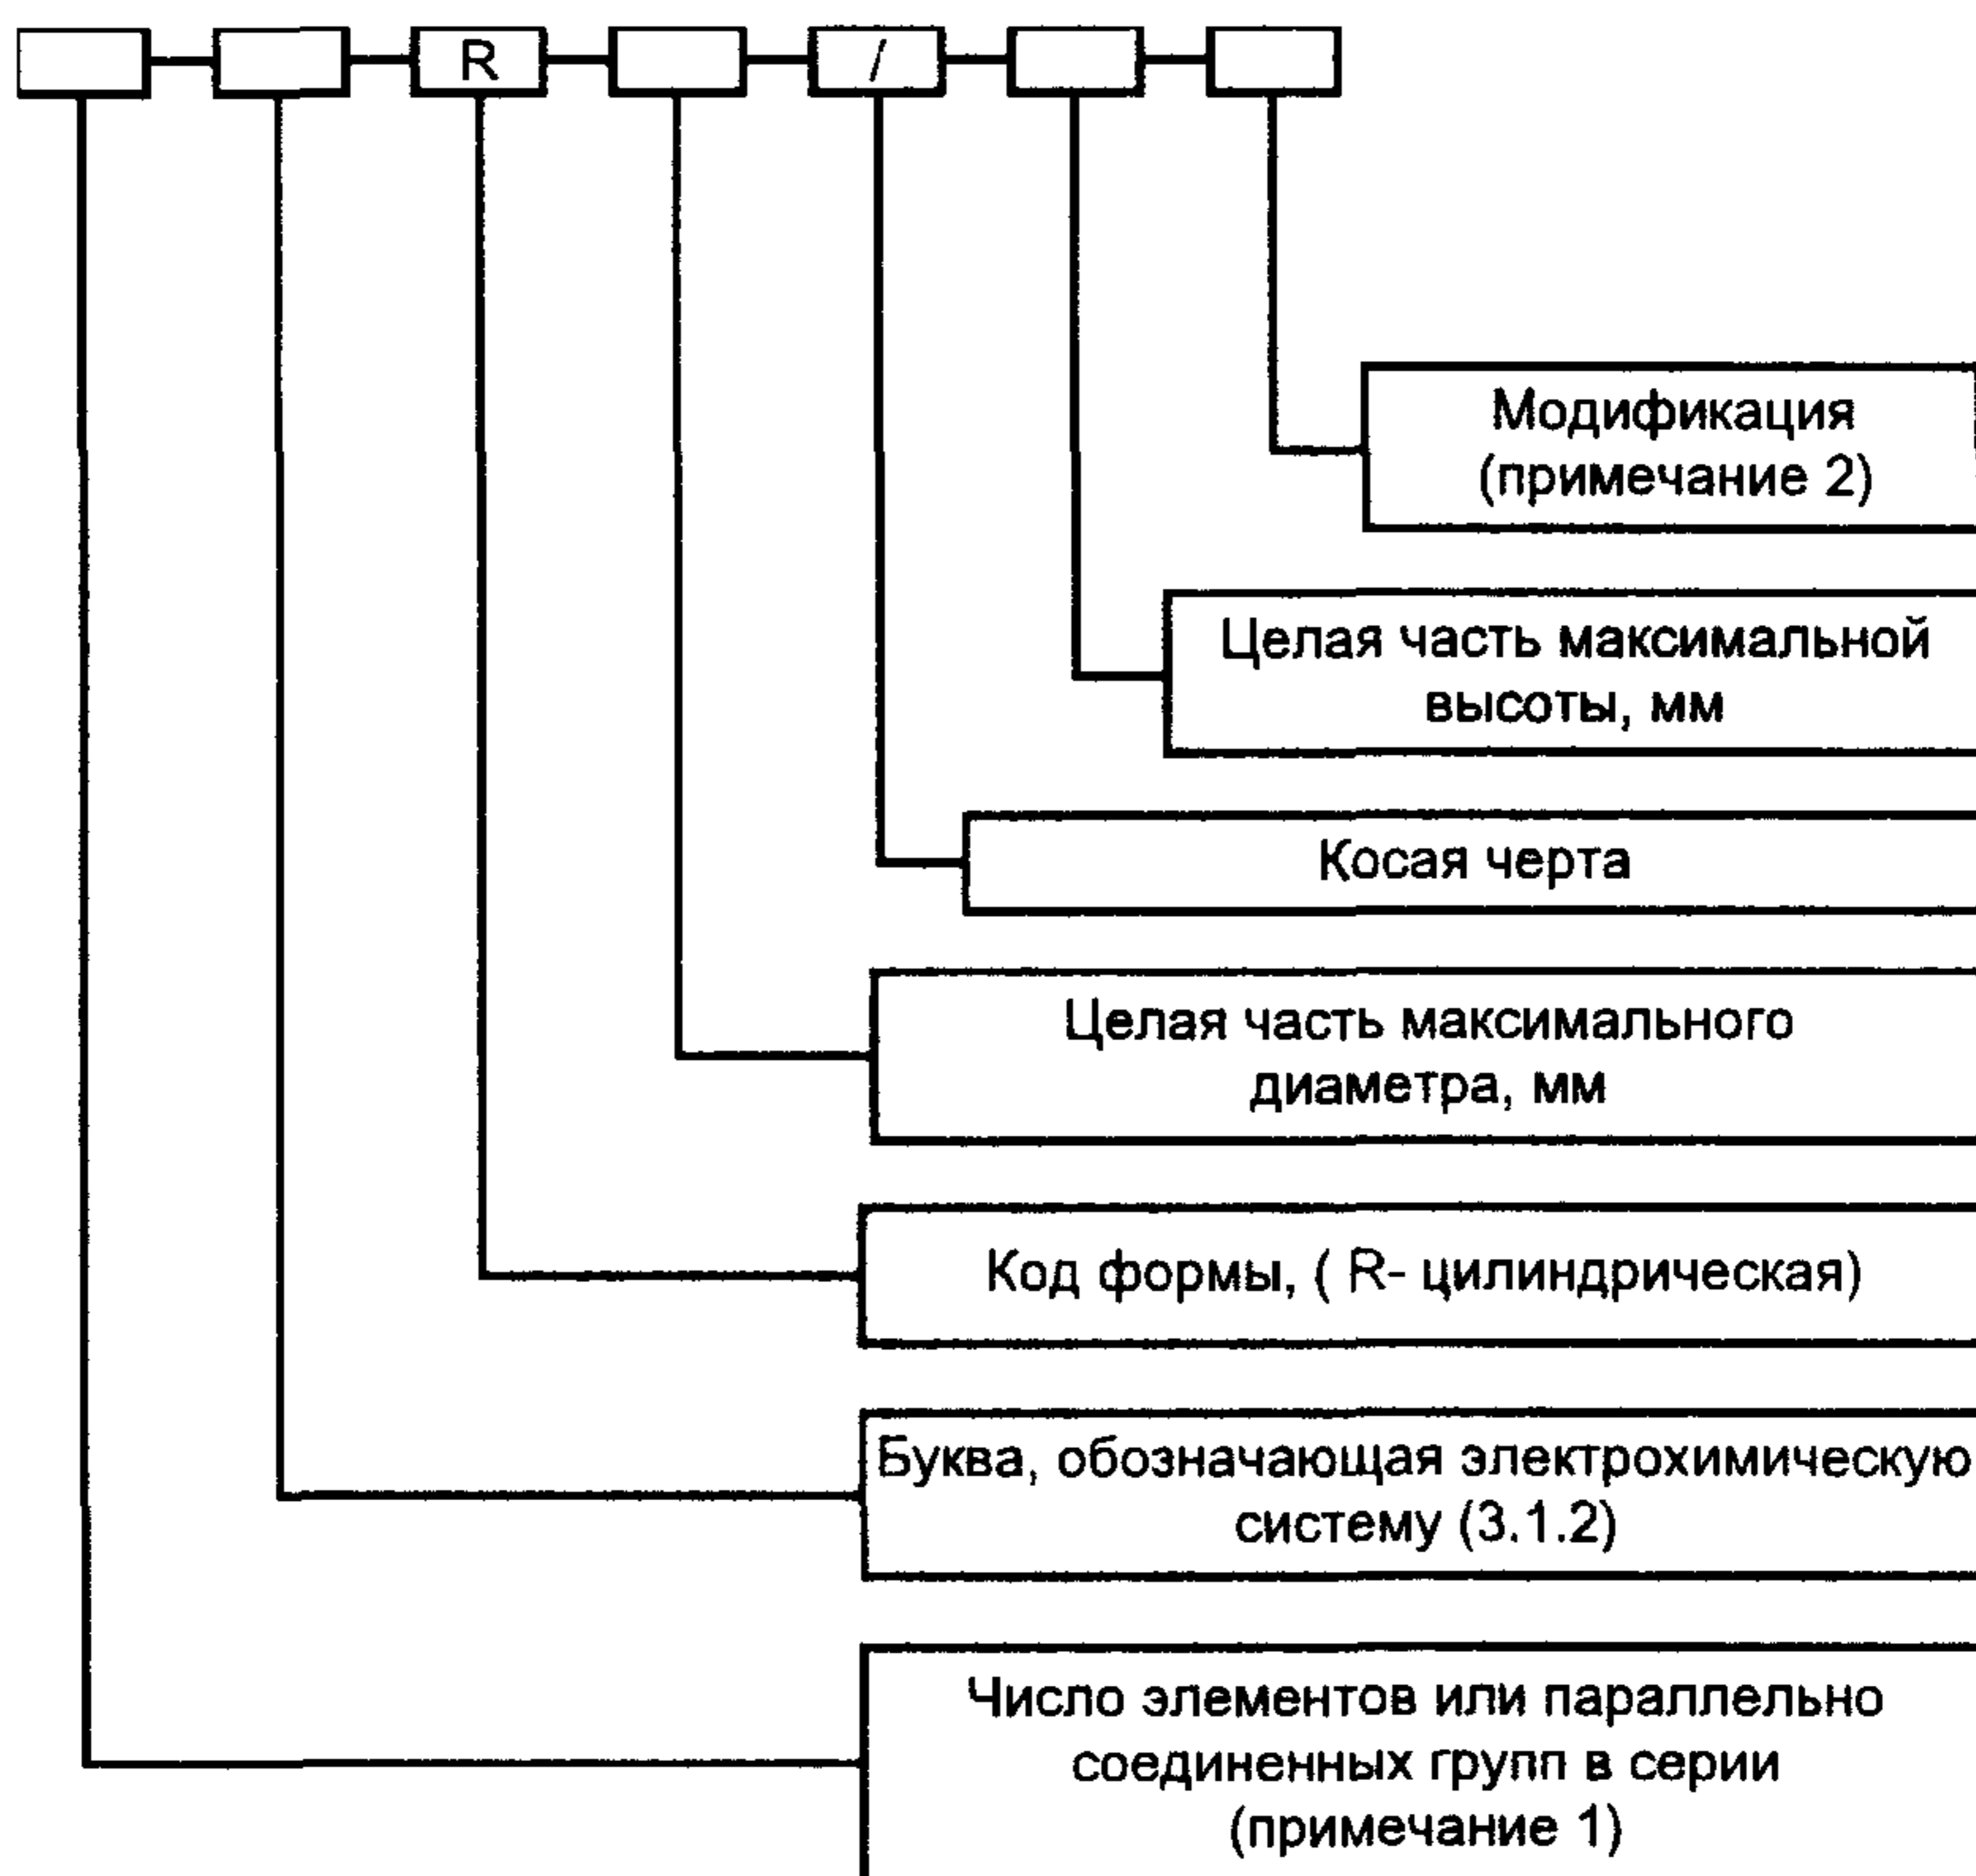 R /
Модификация
(примечание 2)
Целая часть максимальной
высоты, мм
Косая черта
Целая часть максимального
диаметра, мм
Код формы, ( R- цилиндрическая)
Буква, обозначающая электрохимическую
систему (3.1.2)
Число элементов или параллельно
соединенных групп в серии
(примечание 1)